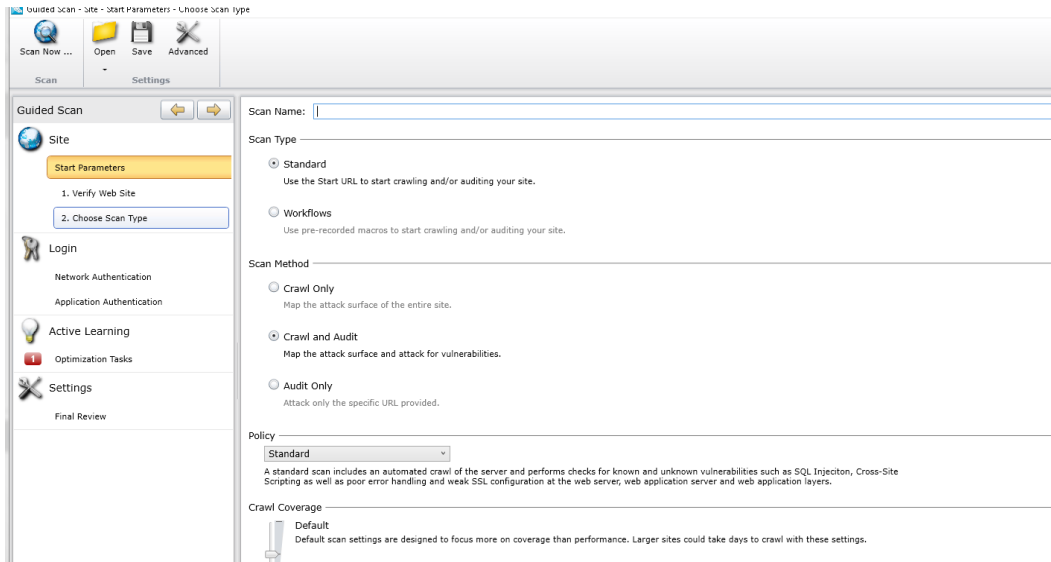 Guided Scan - Site - Start Parameters - Choose Scan Type
Scan Now ...
Open
Save
Advanced
Scan
Settings
Guided Scan
Site
Start Parameters
1. Verify Web Site
2. Choose Scan Type
Login
Network Authentication
Application Authentication
Active Learning
1
Optimization Tasks
Settings
Final Review
Scan Name:
Scan Type
Standard
Use the Start URL to start crawling and/or auditing your site.
Workflows
Use pre-recorded macros to start crawling and/or auditing your site.
Scan Method
Crawl Only
Map the attack surface of the entire site.
Crawl and Audit
Map the attack surface and attack for vulnerabilities.
Audit Only
Attack only the specific URL provided.
Policy
Standard
A standard scan includes an automated crawl of the server and performs checks for known and unknown vulnerabilities such as SQL Injeciton, Cross-Site
Scripting as well as poor error handling and weak SSL configuration at the web server, web application server and web application layers.
Crawl Coverage
Default
Default scan settings are designed to focus more on coverage than performance. Larger sites could take days to crawl with these settings.